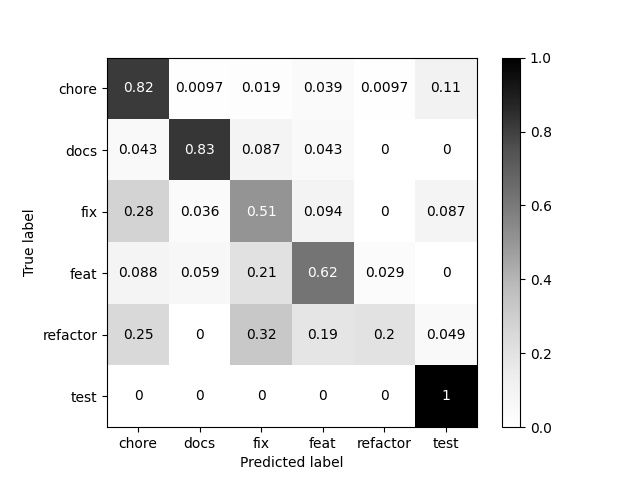 chore 0.82 0.0097 0.019 0.039 0.0097 0.11
docs 0.043 0.83 0.087 0.043 0 0
fix 0.28 0.036 0.51 0.094 0 0.087
feat 0.088 0.059 0.21 0.62 0.029 0
refactor 0.25 0 0.32 0.19 0.2 0.049
test 0 0 0 0 0 1
chore docs fix feat refactor test
Predicted label
True label
1.0
0.8
0.6
0.4
0.2
0.0